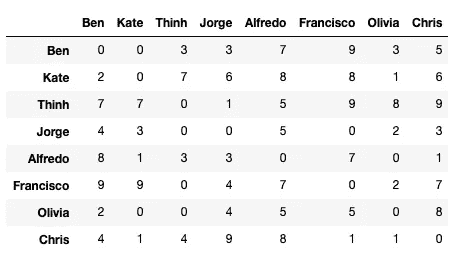 Ben Kate Thinh Jorge Alfredo Francisco Olivia Chris
Ben 0 0 3 3 7 9 3 5
Kate 2 0 7 6 8 8 1 6
Thinh 7 7 0 1 5 9 8 9
Jorge 4 3 0 0 5 0 2 3
Alfredo 8 1 3 3 0 7 0 1
Francisco 9 9 0 4 7 0 2 7
Olivia 2 0 0 4 5 5 0 8
Chris 4 1 4 9 8 1 1 0